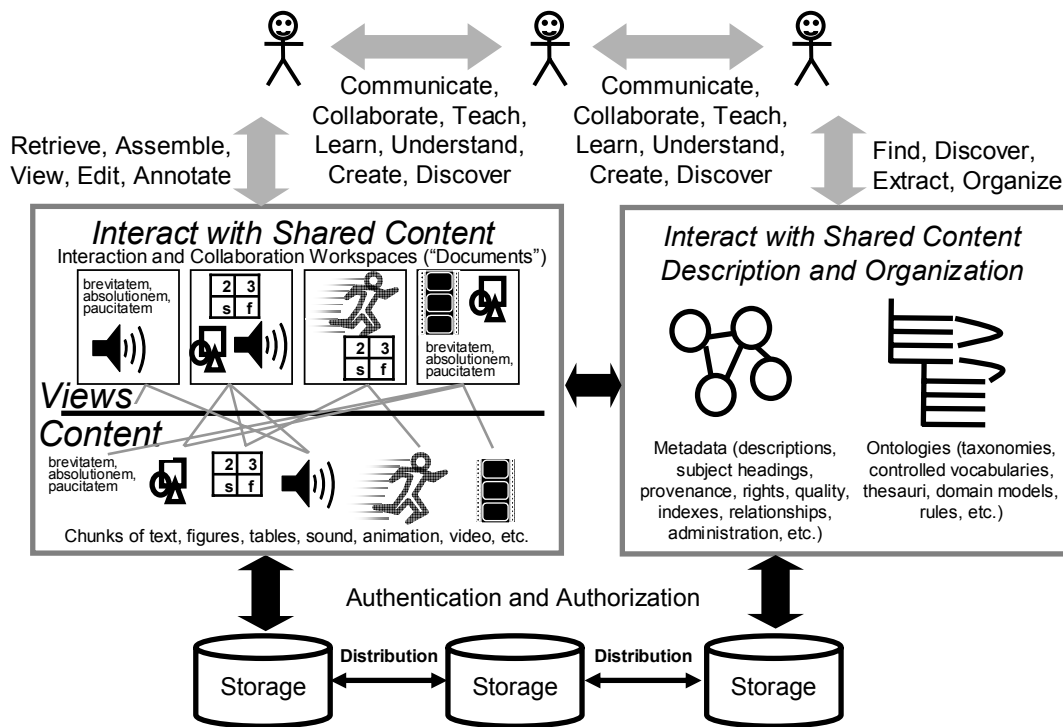 Communicate,
Collaborate, Teach,
Learn, Understand,
Create, Discover
Communicate,
Collaborate, Teach,
Learn, Understand,
Create, Discover
Retrieve, Assemble,
View, Edit, Annotate
Find, Discover,
Extract, Organize
Interact with Shared Content
Interaction and Collaboration Workspaces (“Documents”)
brevitatem,
absolutionem,
paucitatem
2 3
s f
2 3
s f
brevitatem,
absolutionem,
paucitatem
Views
Content
brevitatem,
absolutionem,
paucitatem
2 3
s f
Chunks of text, figures, tables, sound, animation, video, etc.
Interact with Shared Content
Description and Organization
Metadata (descriptions,
subject headings,
provenance, rights, quality,
indexes, relationships,
administration, etc.)
Ontologies (taxonomies,
controlled vocabularies,
thesauri, domain models,
rules, etc.)
Authentication and Authorization
Storage
Distribution
Storage
Distribution
Storage